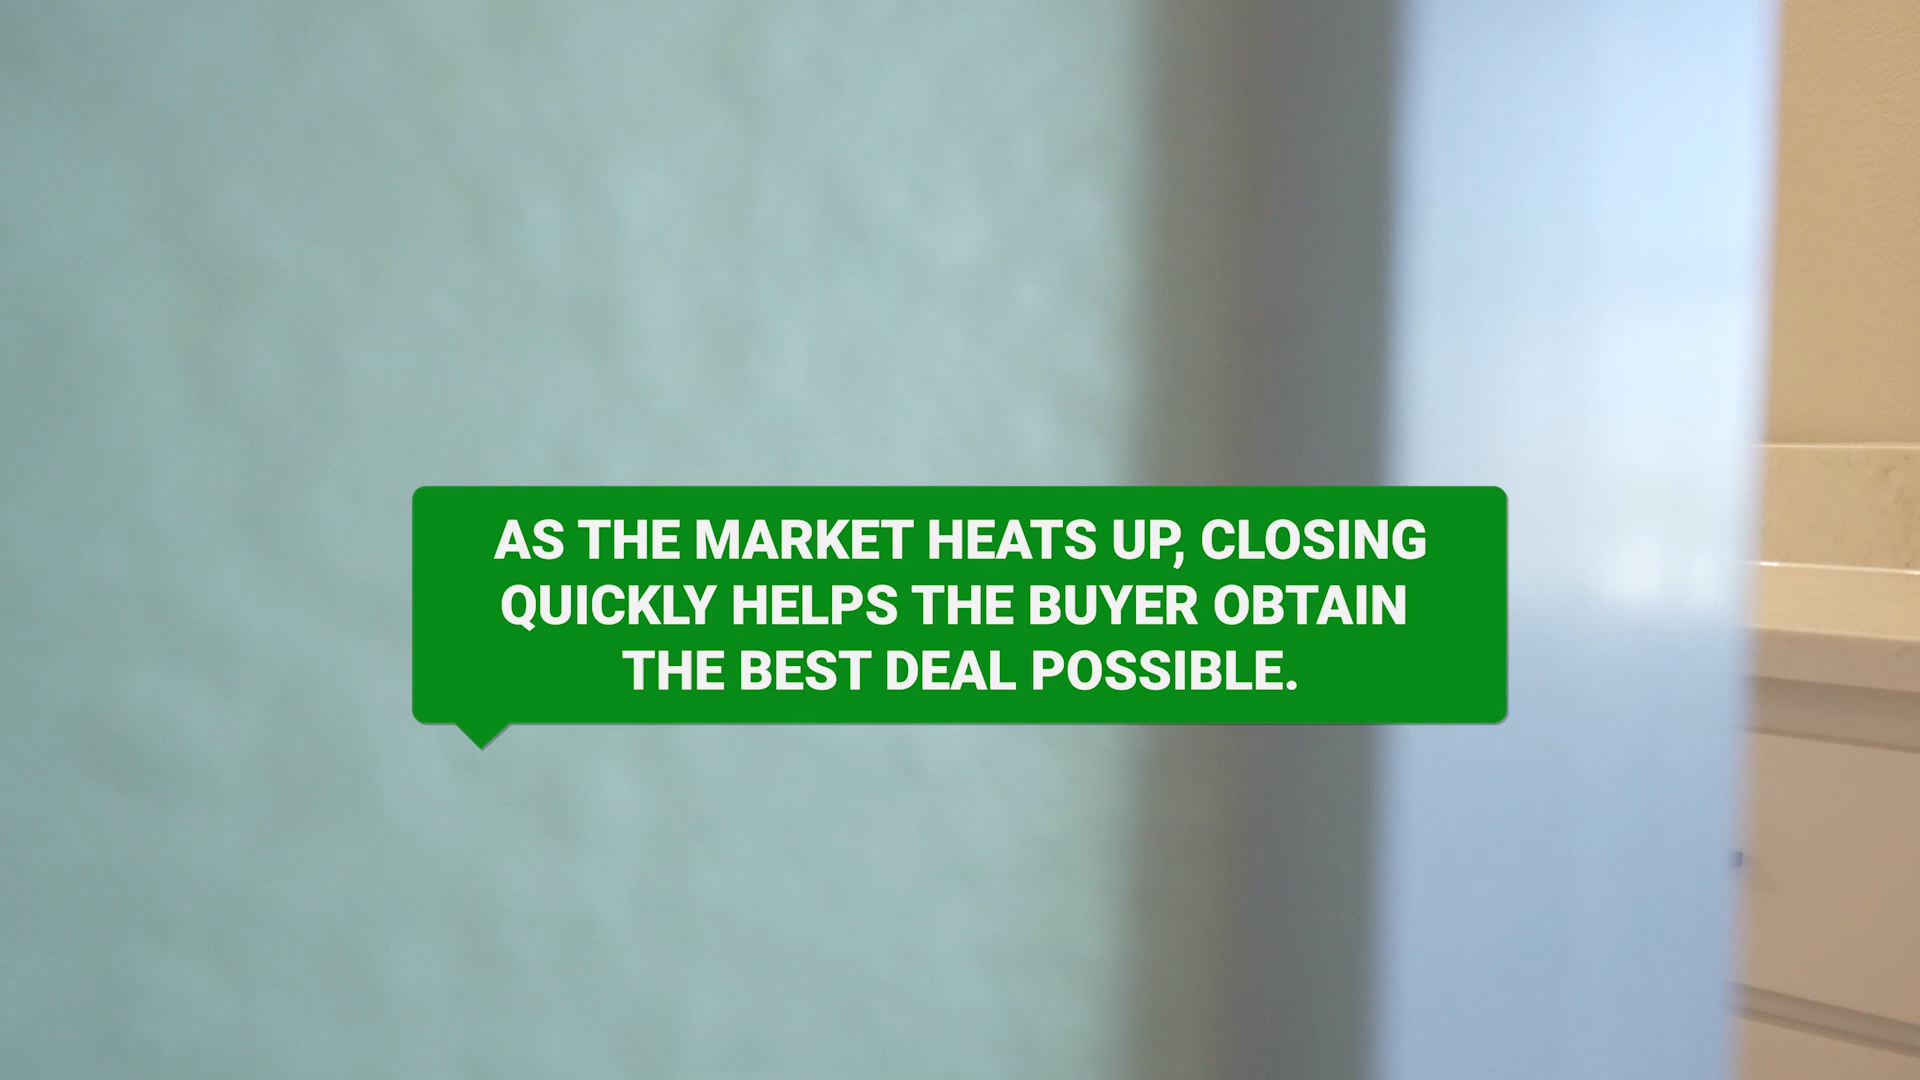 AS THE MARKET HEATS UP, CLOSING
QUICKLY HELPS THE BUYER OBTAIN
THE BEST DEAL POSSIBLE.